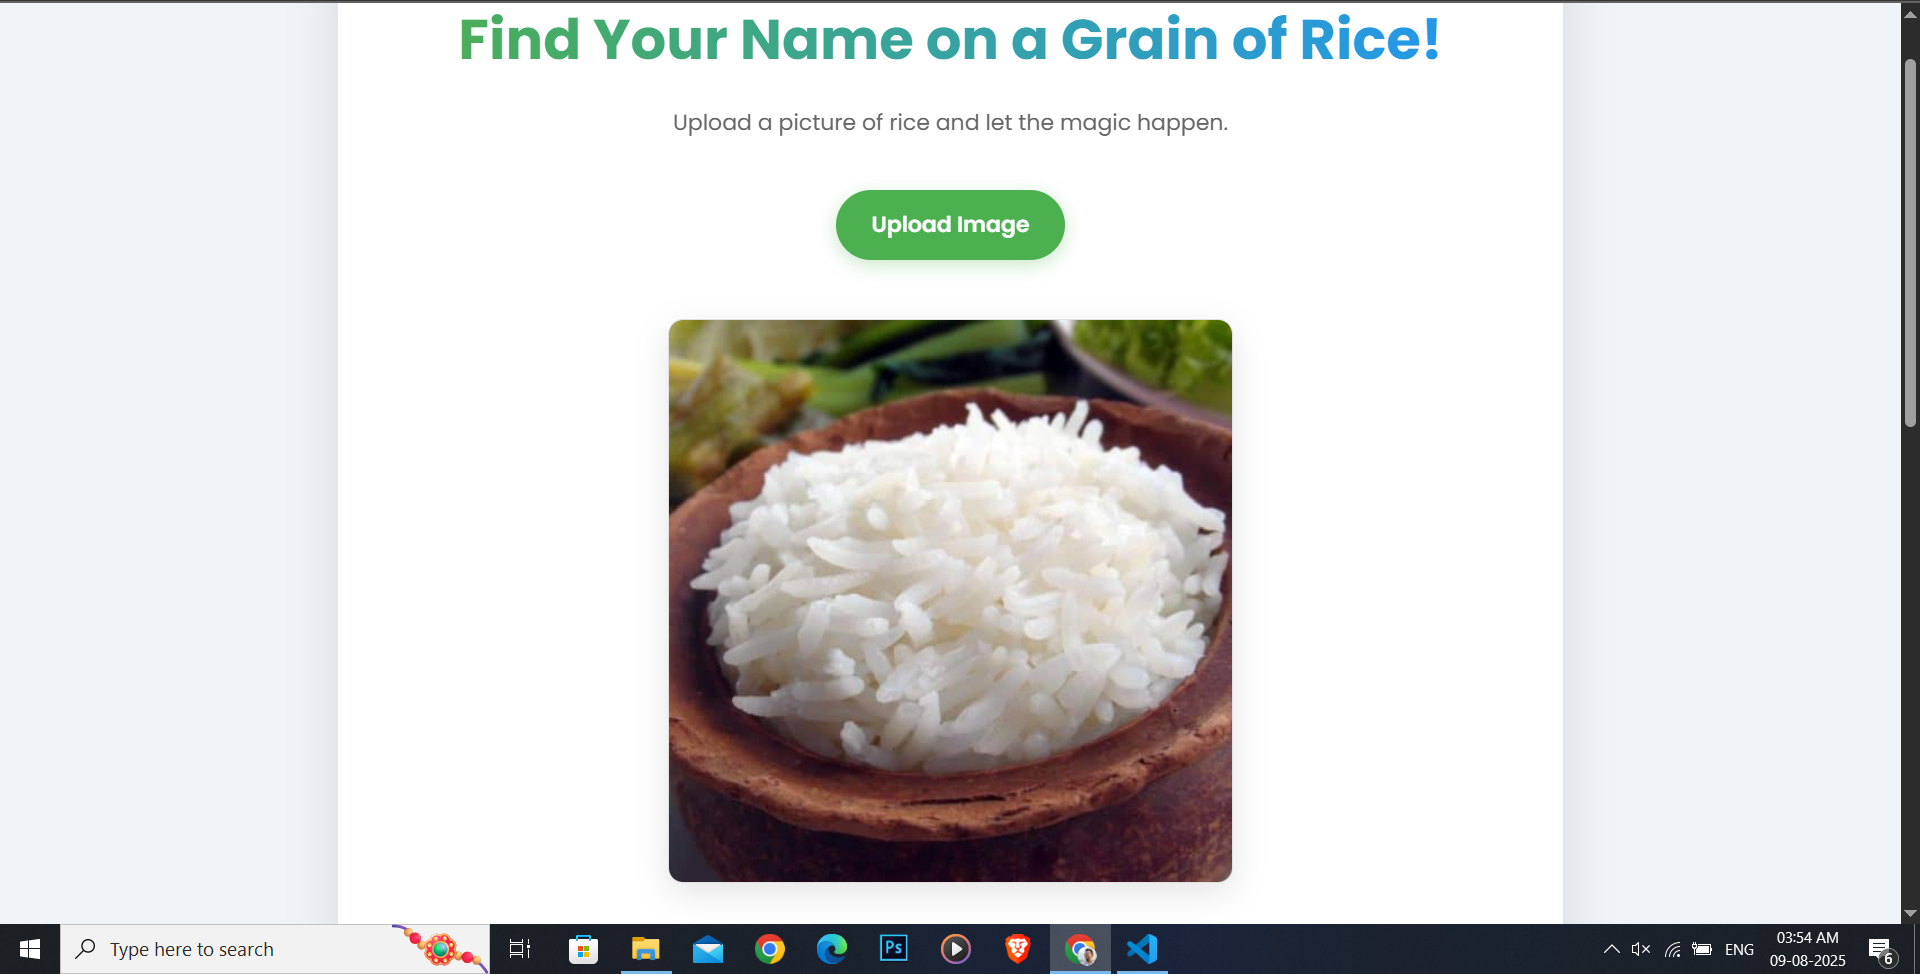 Find Your Name on a Grain of Rice!
Upload a picture of rice and let the magic happen.
Upload Image
Type here to search
Ps
ENG
03:54 AM
09-08-2025
6